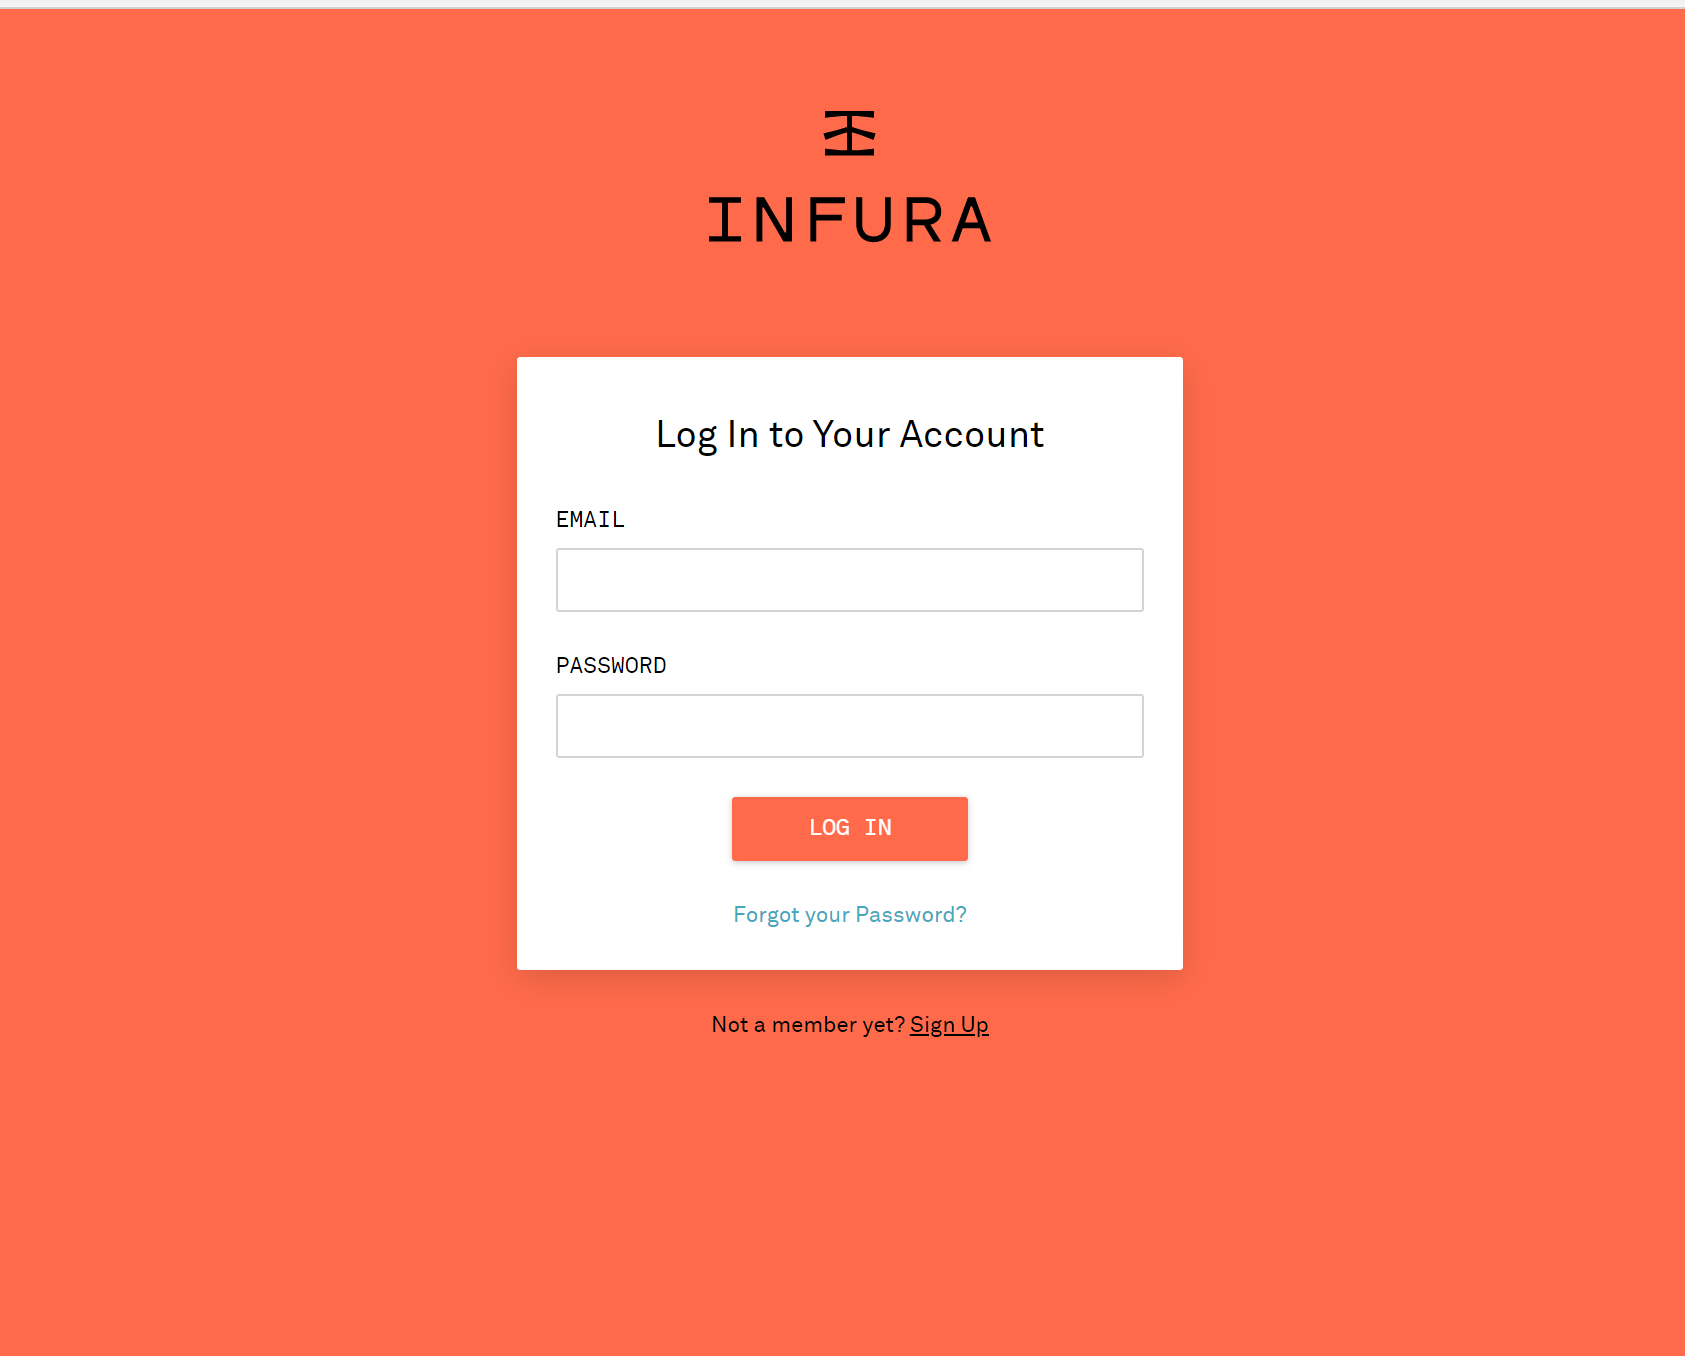 INFURA
Log In to Your Account
EMAIL
PASSWORD
LOG IN
Forgot your Password?
Not a member yet? Sign Up